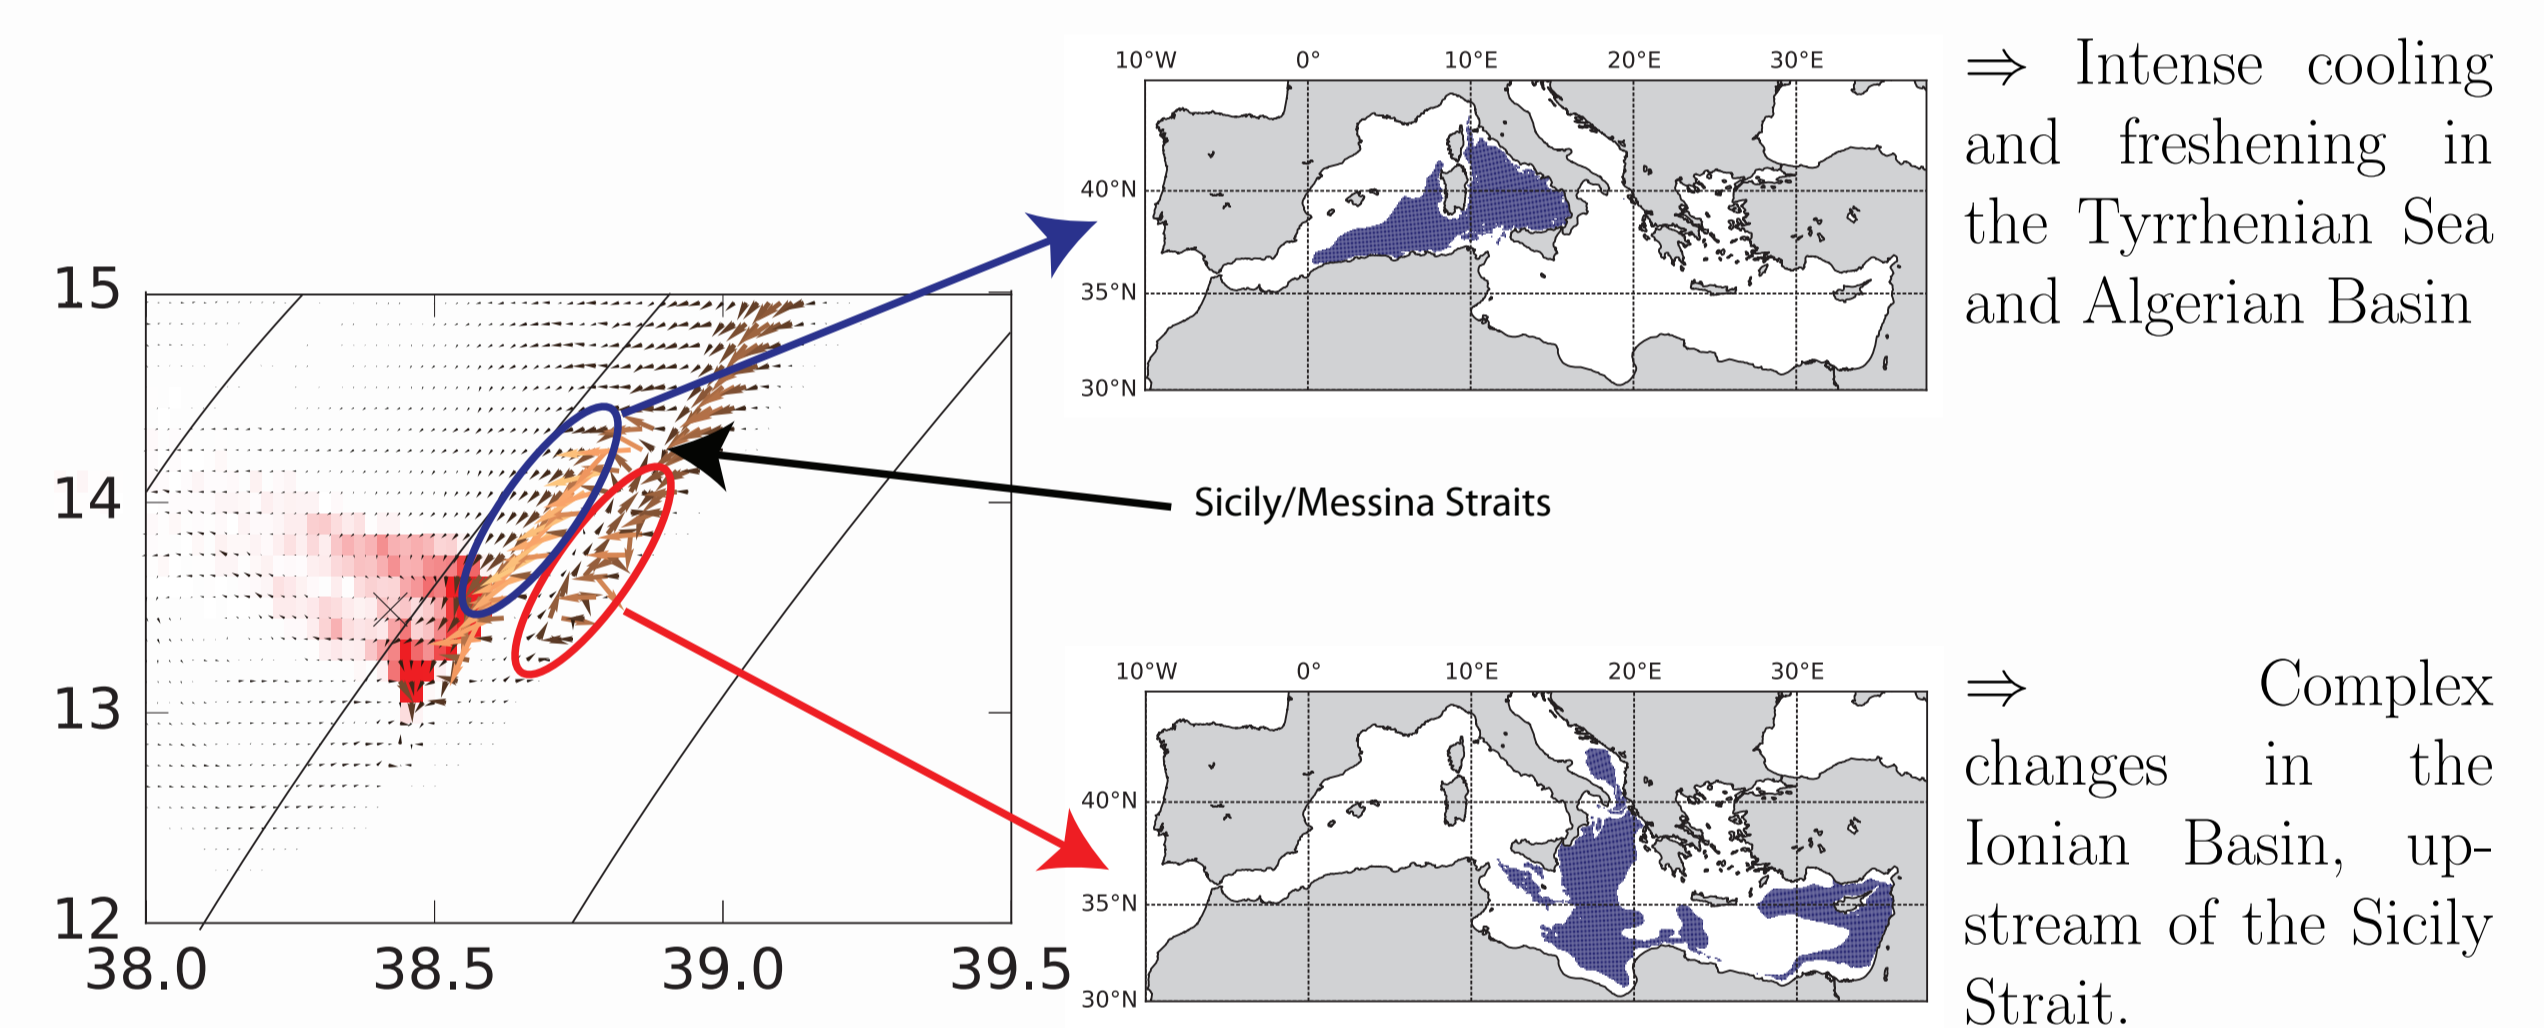 10°W 0° 10°E 20°E 30°E
40°N
35°N
30°N
⇒ Intense cooling
and freshening in
the Tyrrhenian Sea
and Algerian Basin
15
14
13
12
38.0 38.5 39.0 39.5
Sicily/Messina Straits
10°W 0° 10°E 20°E 30°E
40°N
35°N
30°N
⇒ Complex
changes in the
Ionian Basin, up-
stream of the Sicily
Strait.